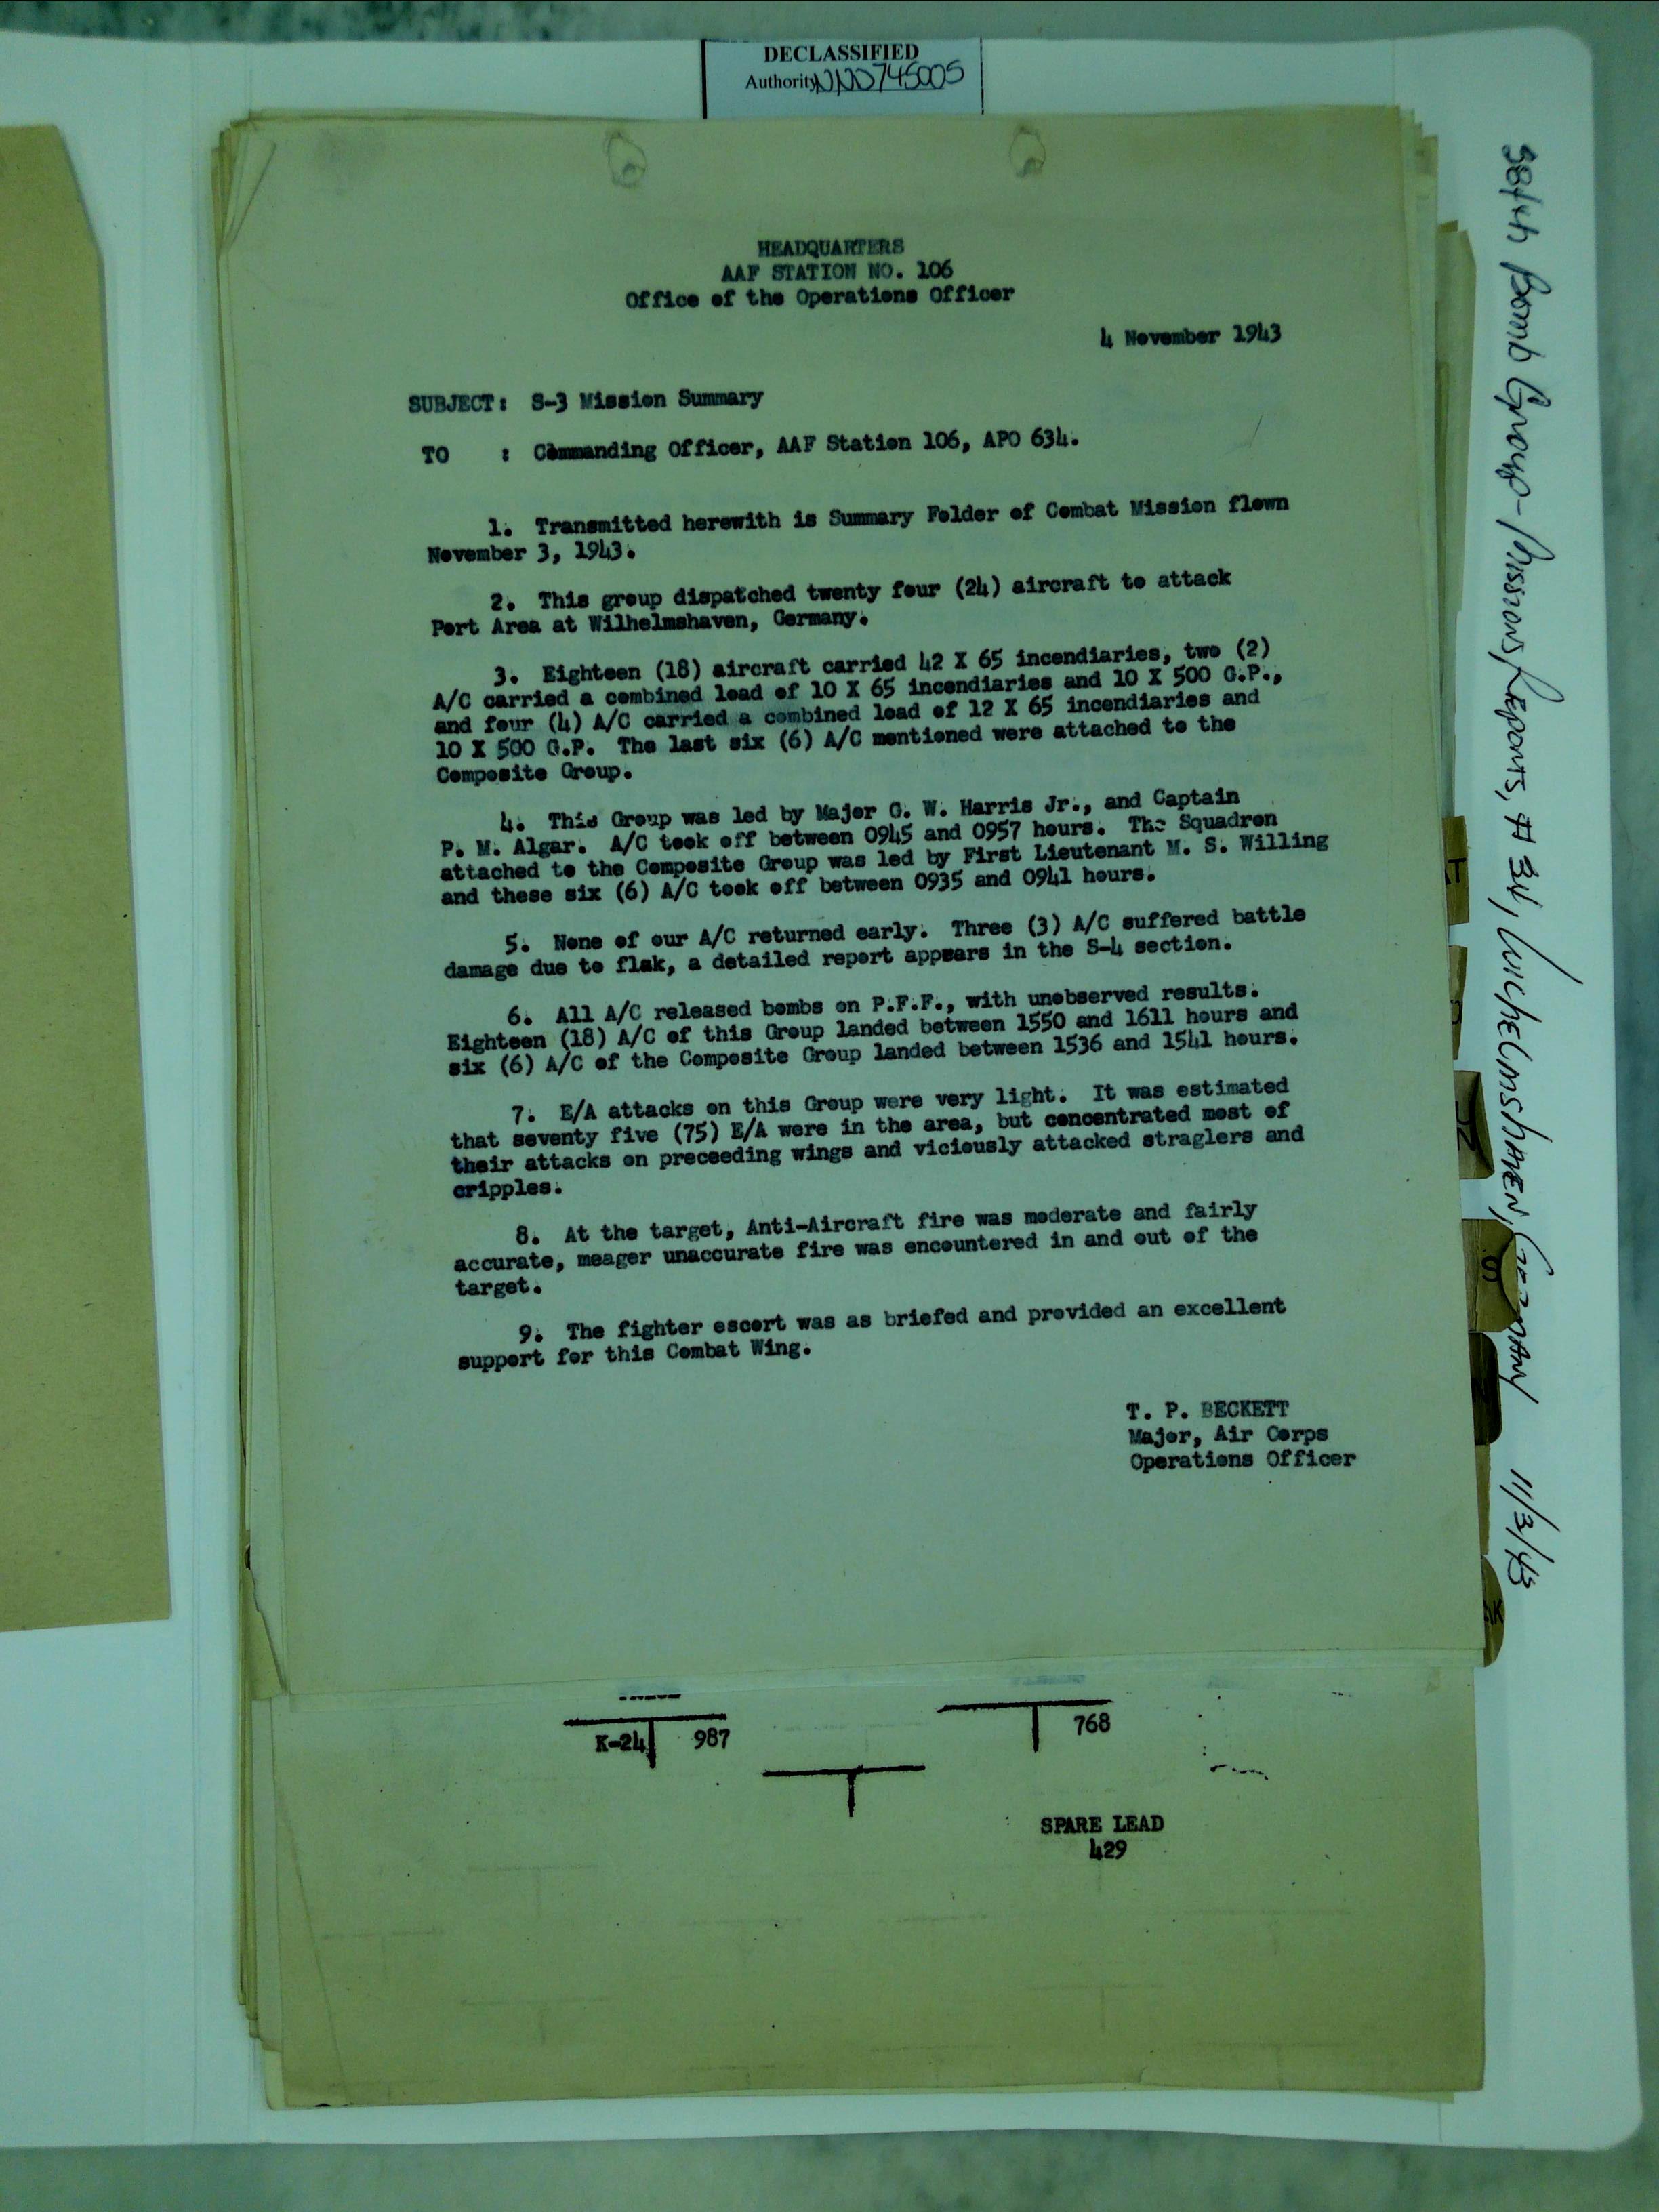 DECLASSIFIED
Authority NND745005
HEADQUARTERS
AAF STATION NO. 106
Office of the Operations Officer
4 November 1943
SUBJECT: S-3 Mission Summary
TO : Commanding Officer, AAF Station 106, APO 634.
1. Transmitted herewith is Summary Folder of Combat Mission flown
November 3, 1943.
2. This group dispatched twenty four (24) aircraft to attack
Port Area at Wilhelmshaven, Germany.
3. Eighteen (18) aircraft carried 42 X 65 incendiaries, two (2)
A/C carried a combined load of 10 X 65 incendiaries and 10 X 500 G.P.,
and four (4) A/C carried a combined load of 12 X 65 incendiaries and
10 X 500 G.P. The last six (6) A/C mentioned were attached to the
Composite Group.
4. This Group was led by Major G. W. Harris Jr., and Captain
P. M. Algar. A/C took off between 0945 and 0957 hours. The Squadron
attached to the Composite Group was led by First Lieutenant M. S. Willing
and these six (6) A/C took off between 0935 and 0941 hours.
5. None of our A/C returned early. Three (3) A/C suffered battle
damage due to flak, a detailed report appears in the S-4 section.
6. All A/C released bombs on P.F.F., with unobserved results.
Eighteen (18) A/C of this Group landed between 1550 and 1611 hours and
six (6) A/C of the Composite Group landed between 1536 and 1541 hours.
7. E/A attacks on this Group were very light. It was estimated
that seventy five (75) E/A were in the area, but concentrated most of
their attacks on preceeding wings and viciously attacked straglers and
cripples.
8. At the target, Anti-Aircraft fire was moderate and fairly
accurate, meager unaccurate fire was encountered in and out of the
target.
9. The fighter escort was as briefed and provided an excellent
support for this Combat Wing.
T. P. BECKETT
Major, Air Corps
Operations Officer
K-24 987
768
SPARE LEAD
429
384th Bomb Group - Mission Reports, # 34, Wilhelmshaven, Germany 11/3/43